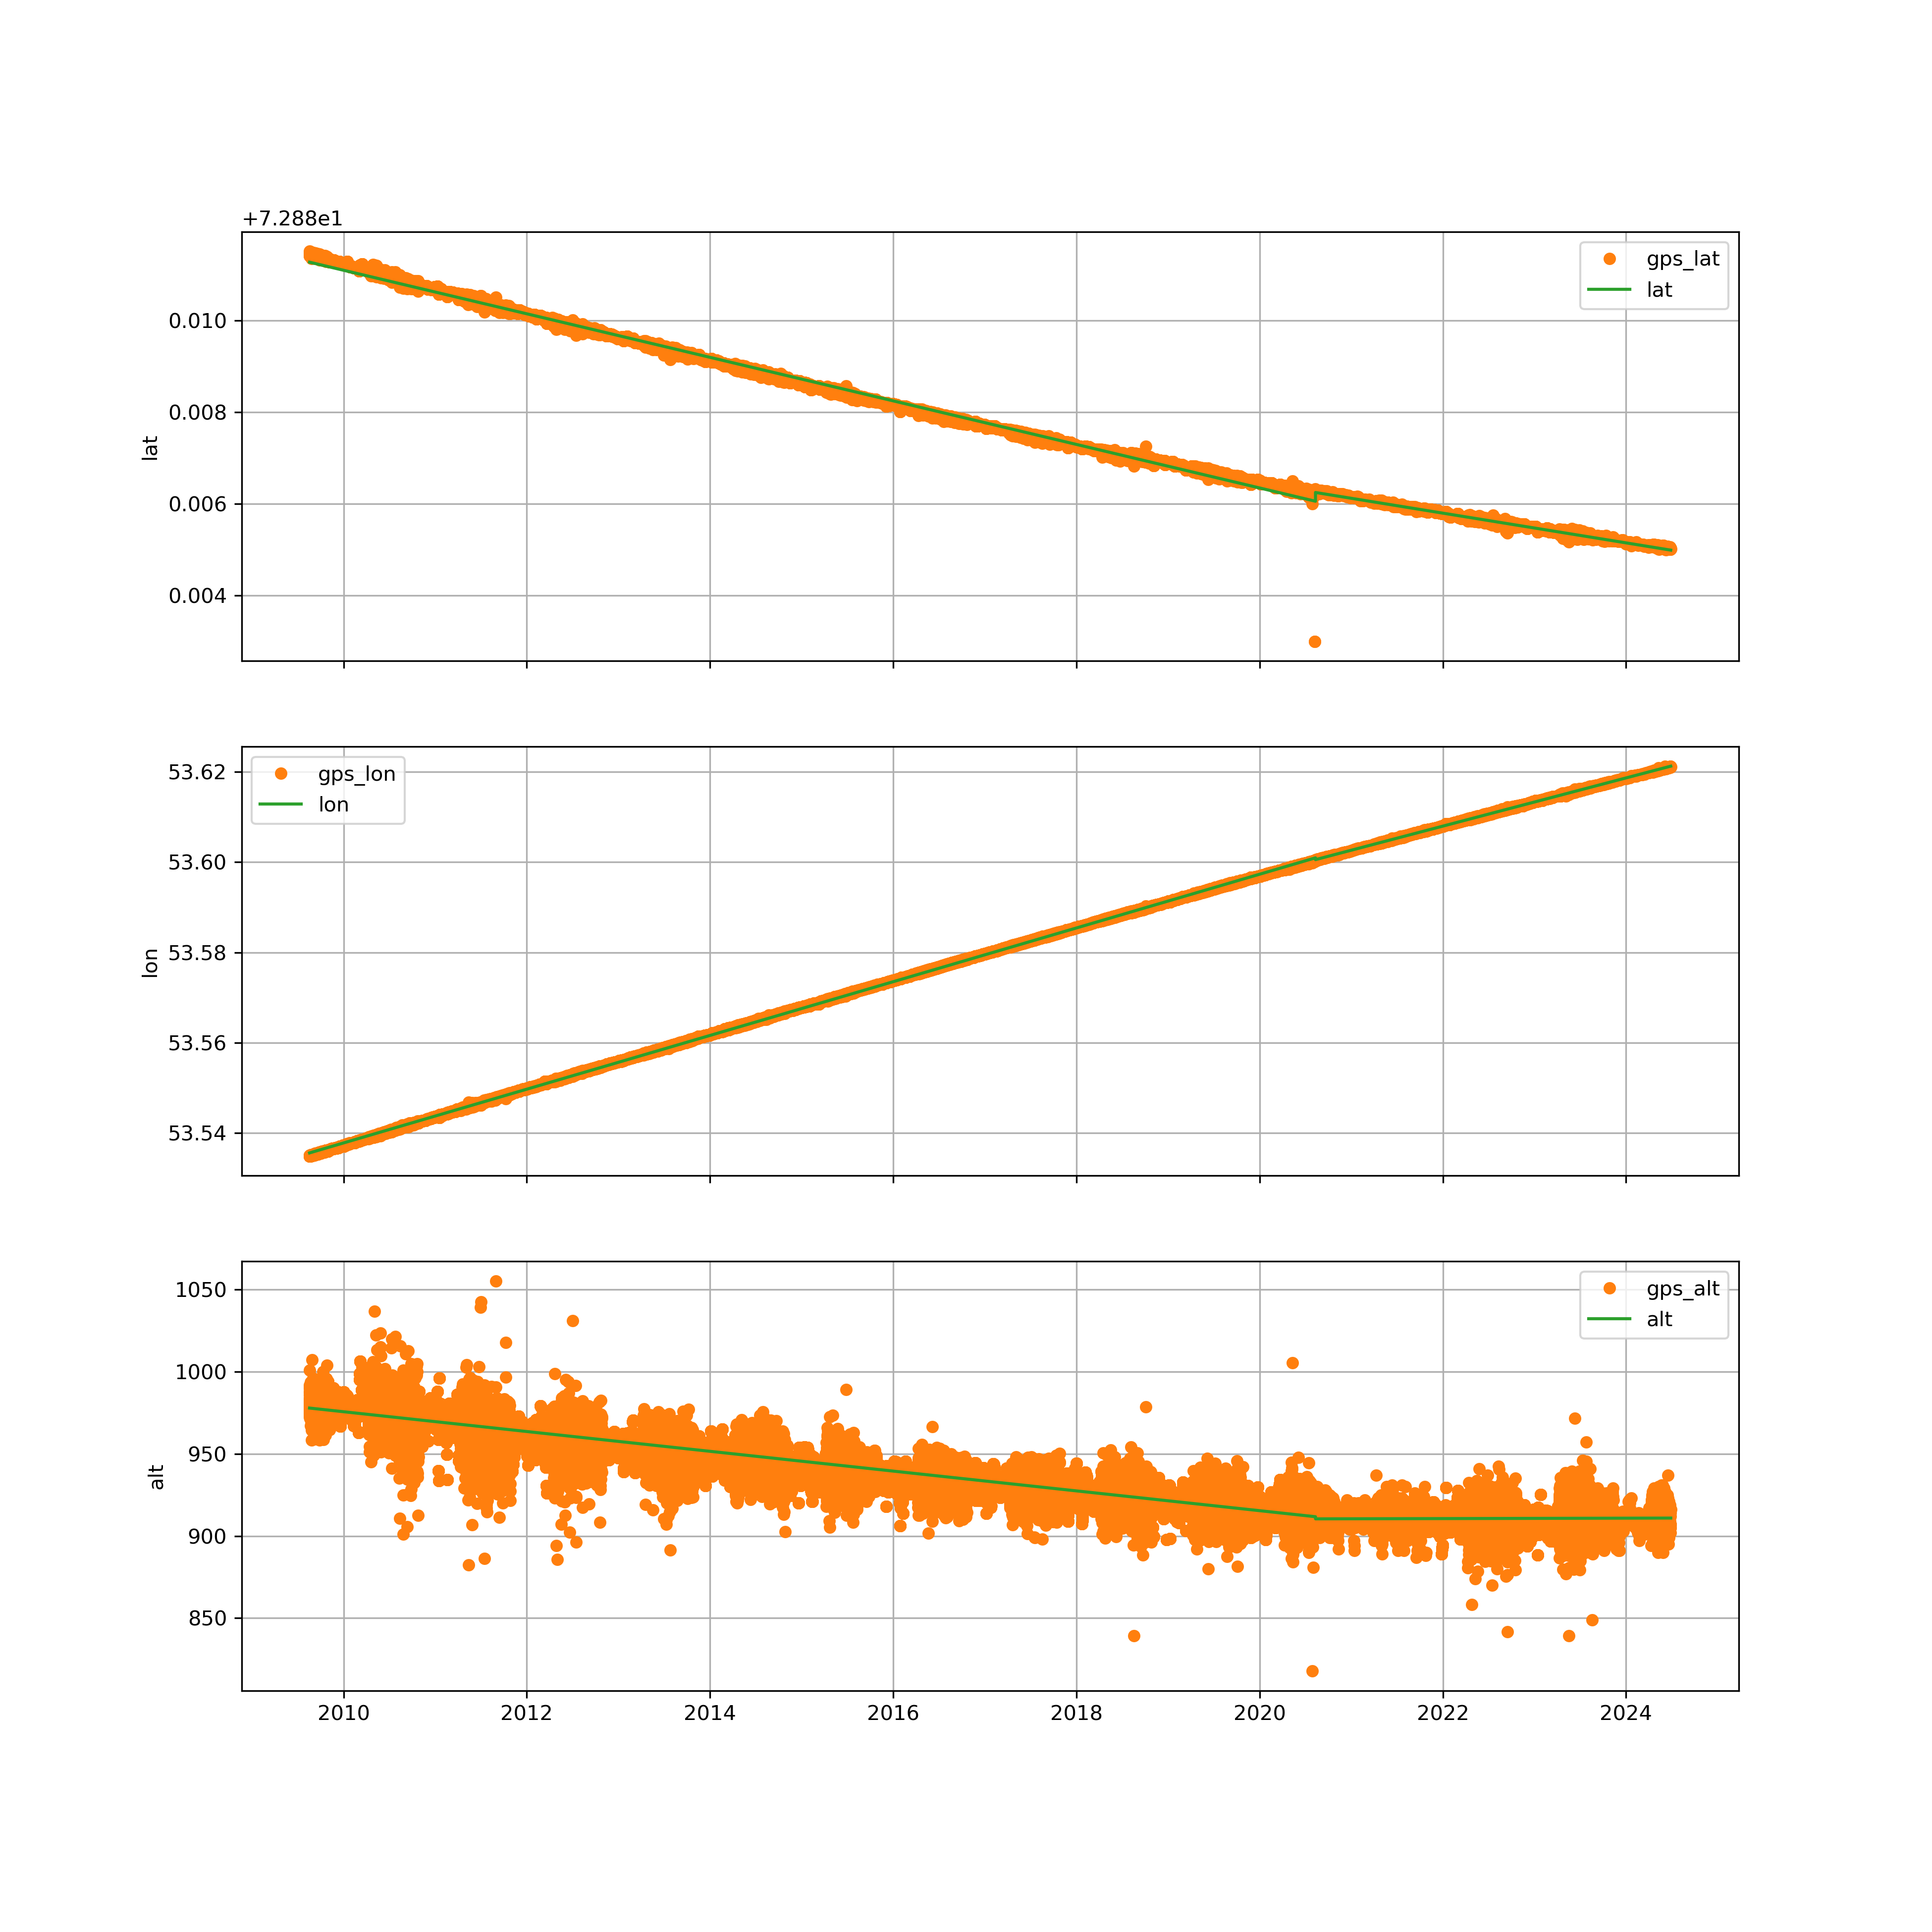 +7.288e1
gps_lat
lat
0.010
0.008
0.006
0.004
lat
gps_lon
lon
53.62
53.60
53.58
53.56
53.54
lon
gps_alt
alt
1050
1000
950
900
850
alt
2010 2012 2014 2016 2018 2020 2022 2024